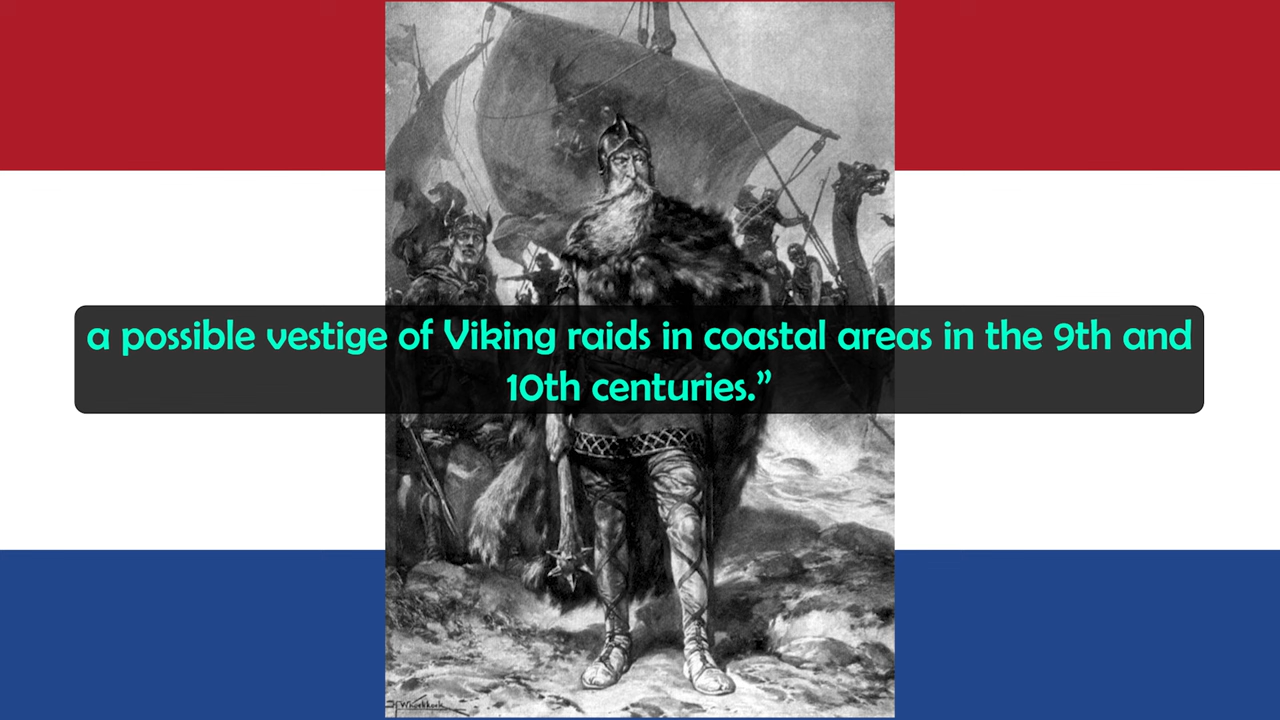 a possible vestige of Viking raids in coastal areas in the 9th and
10th centuries.”